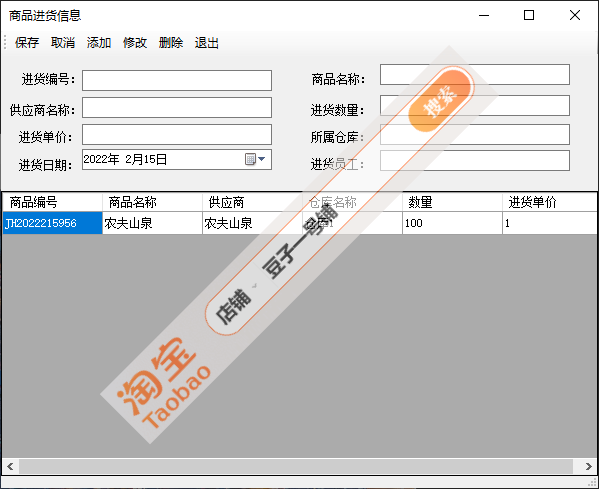 商品进货信息
保存 取消 添加 修改 删除 退出
进货编号: 商品名称:
供应商名称: 进货数量:
进货单价: 所属仓库:
进货日期: 2022年 2月15日 进货员工:
商品编号 商品名称 供应商 仓库名称 数量 进货单价
JH2022215956 农夫山泉 农夫山泉 仓库1 100 1
淘宝
Taobao
店铺 豆子一号铺
搜索